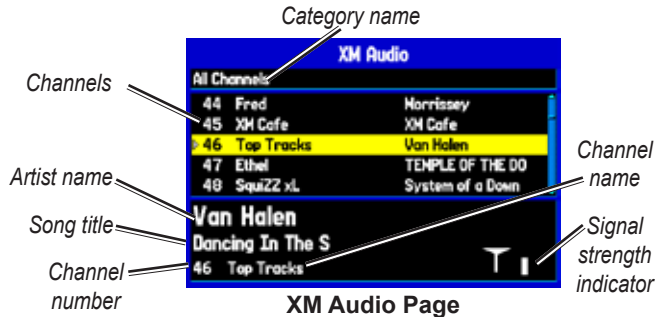 Category name
XM Audio
All Channels
Channels
44 Fred Morrissey
45 XM Cafe XM Cafe
46 Top Tracks Van Halen
47 Ethel TEMPLE OF THE DO
48 SquiZZ xL System of a Down
Channel name
Artist name
Van Halen
Song title
Dancing In The S
Channel number
46 Top Tracks
Signal strength indicator
XM Audio Page